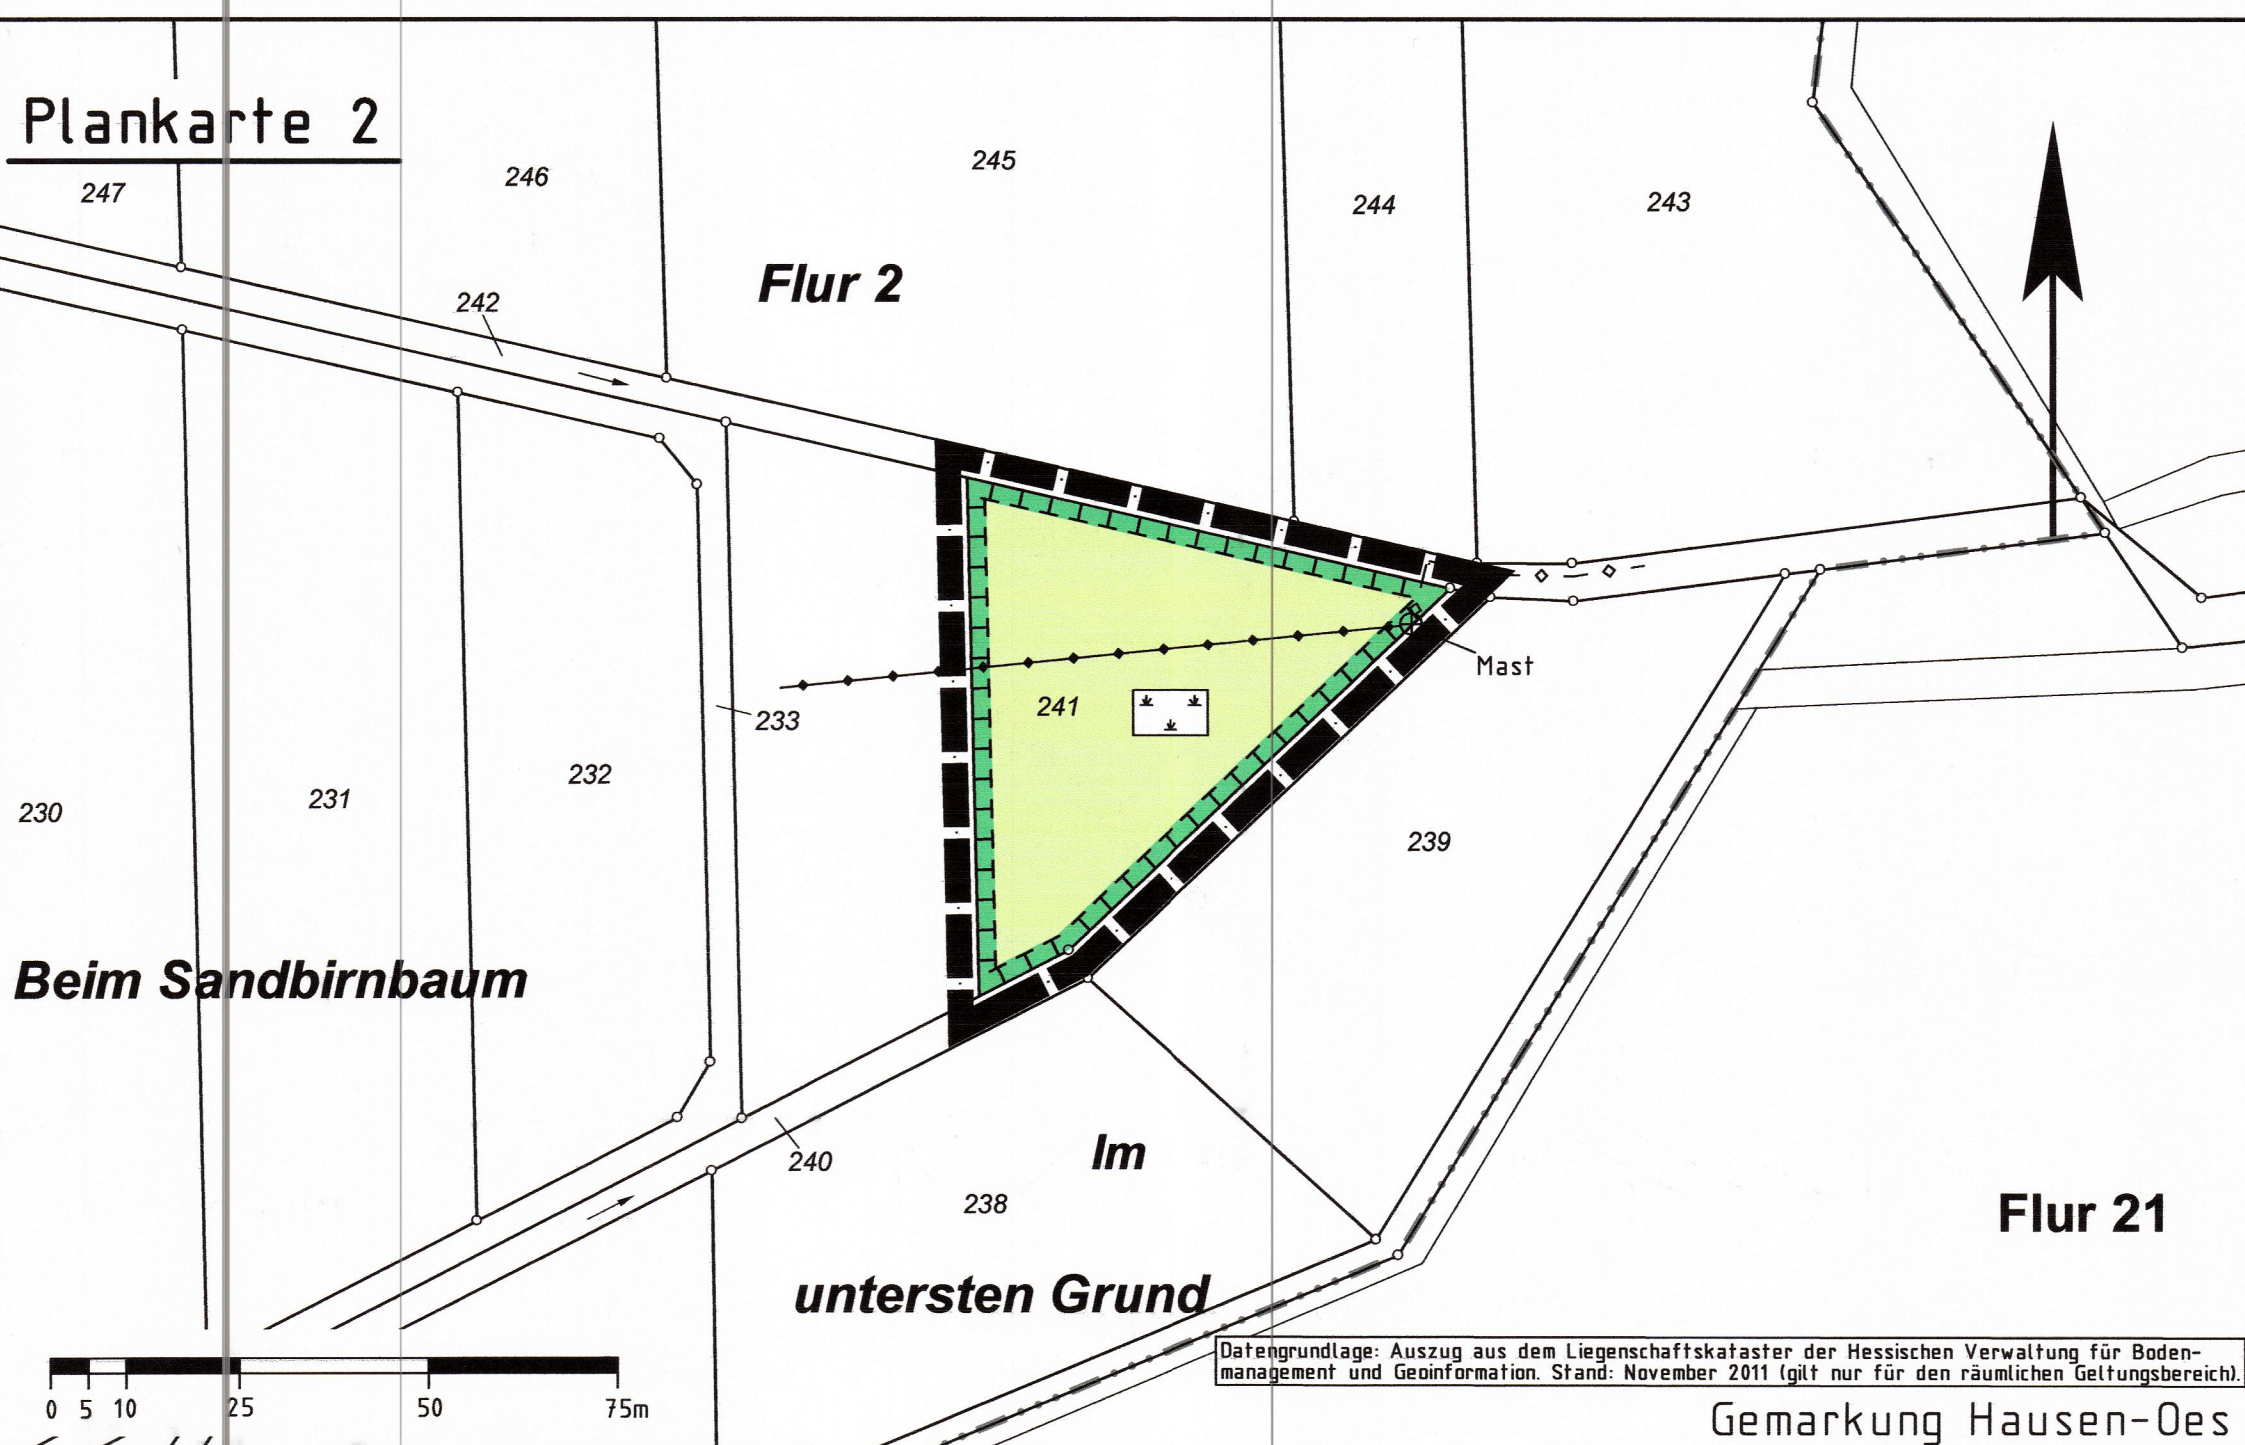 Plankarte 2
247
246
245
244
243
Flur 2
242
Mast
241
233
232
231
230
239
Beim Sandbirnbaum
Im
240
238
untersten Grund
Flur 21
Datengrundlage: Auszug aus dem Liegenschaftskataster der Hessischen Verwaltung für Boden-
management und Geoinformation. Stand: November 2011 (gilt nur für den räumlichen Geltungsbereich).
0 5 10 25 50 75m
Gemarkung Hausen-Oes